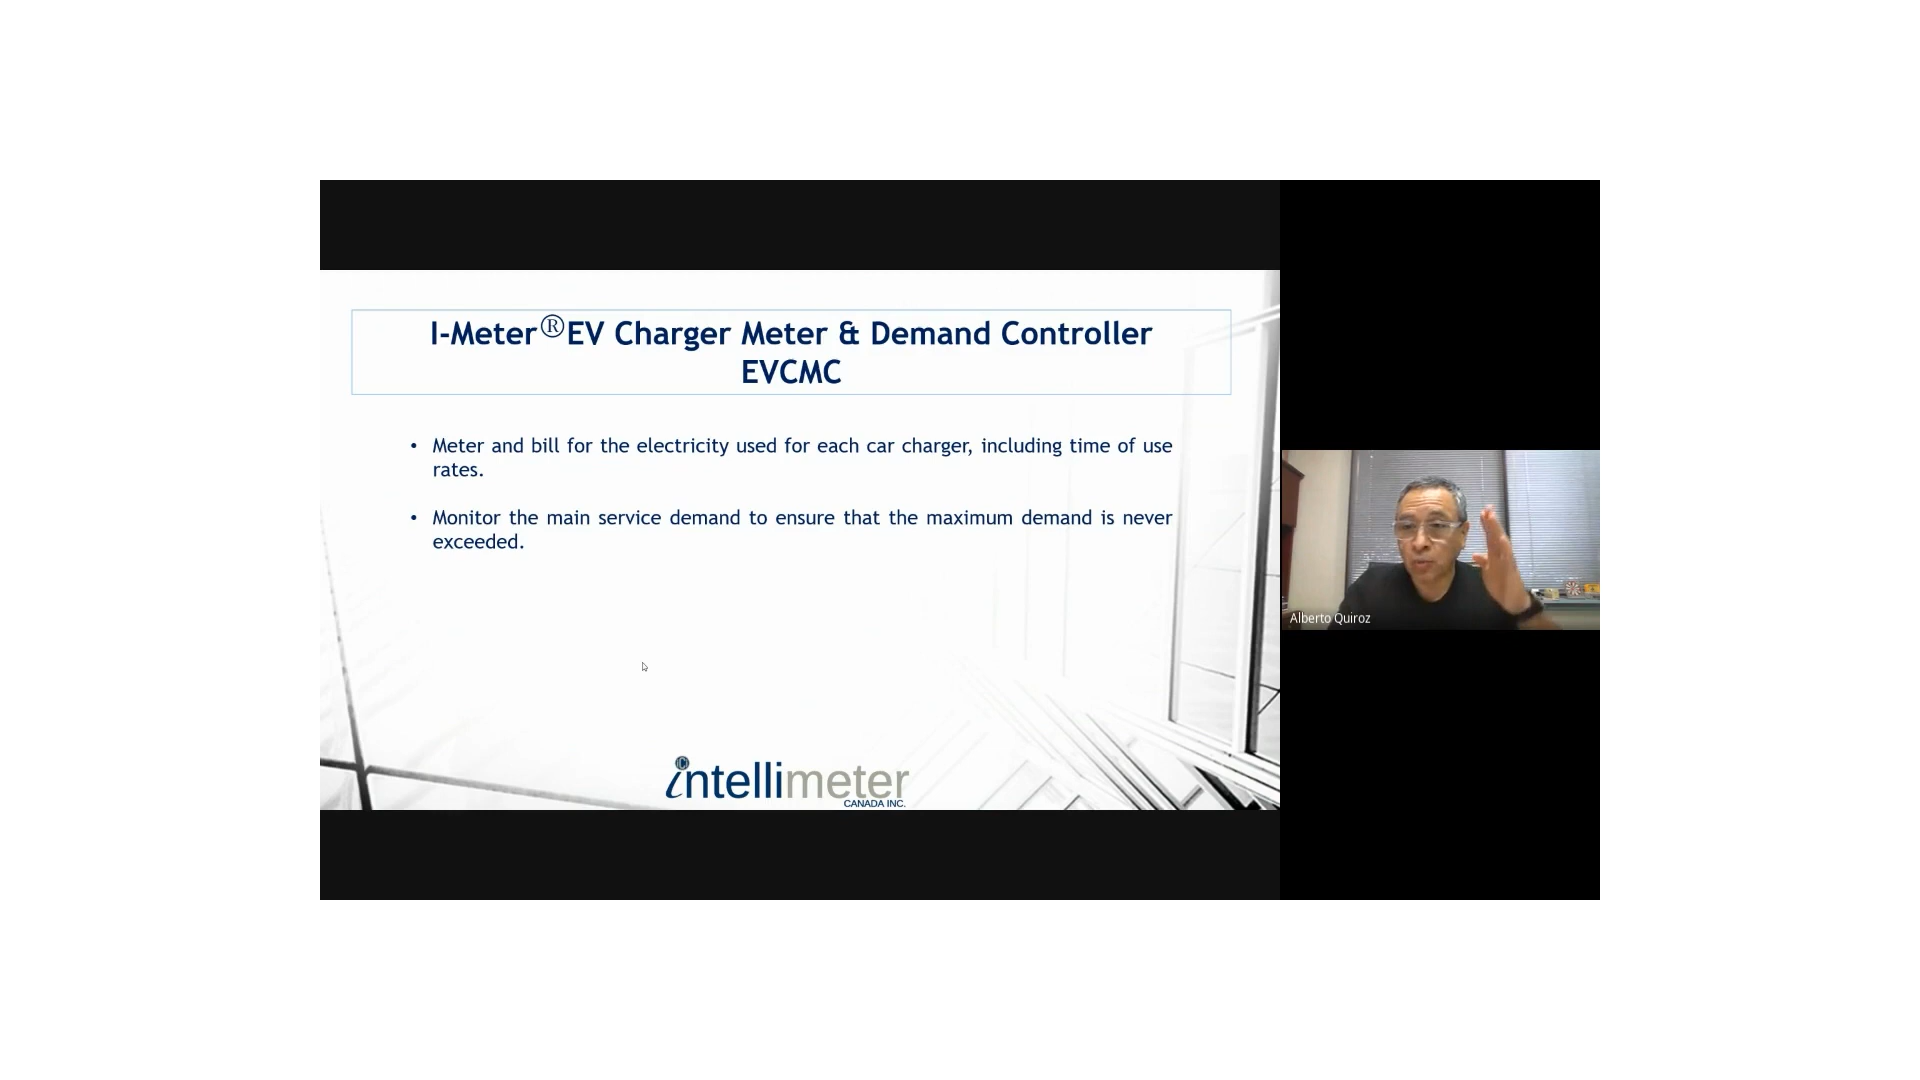 I-Meter®EV Charger Meter & Demand Controller
EVCMC
• Meter and bill for the electricity used for each car charger, including time of use
rates.
• Monitor the main service demand to ensure that the maximum demand is never
exceeded.
intellimeter
CANADA INC.
Alberto Quiroz